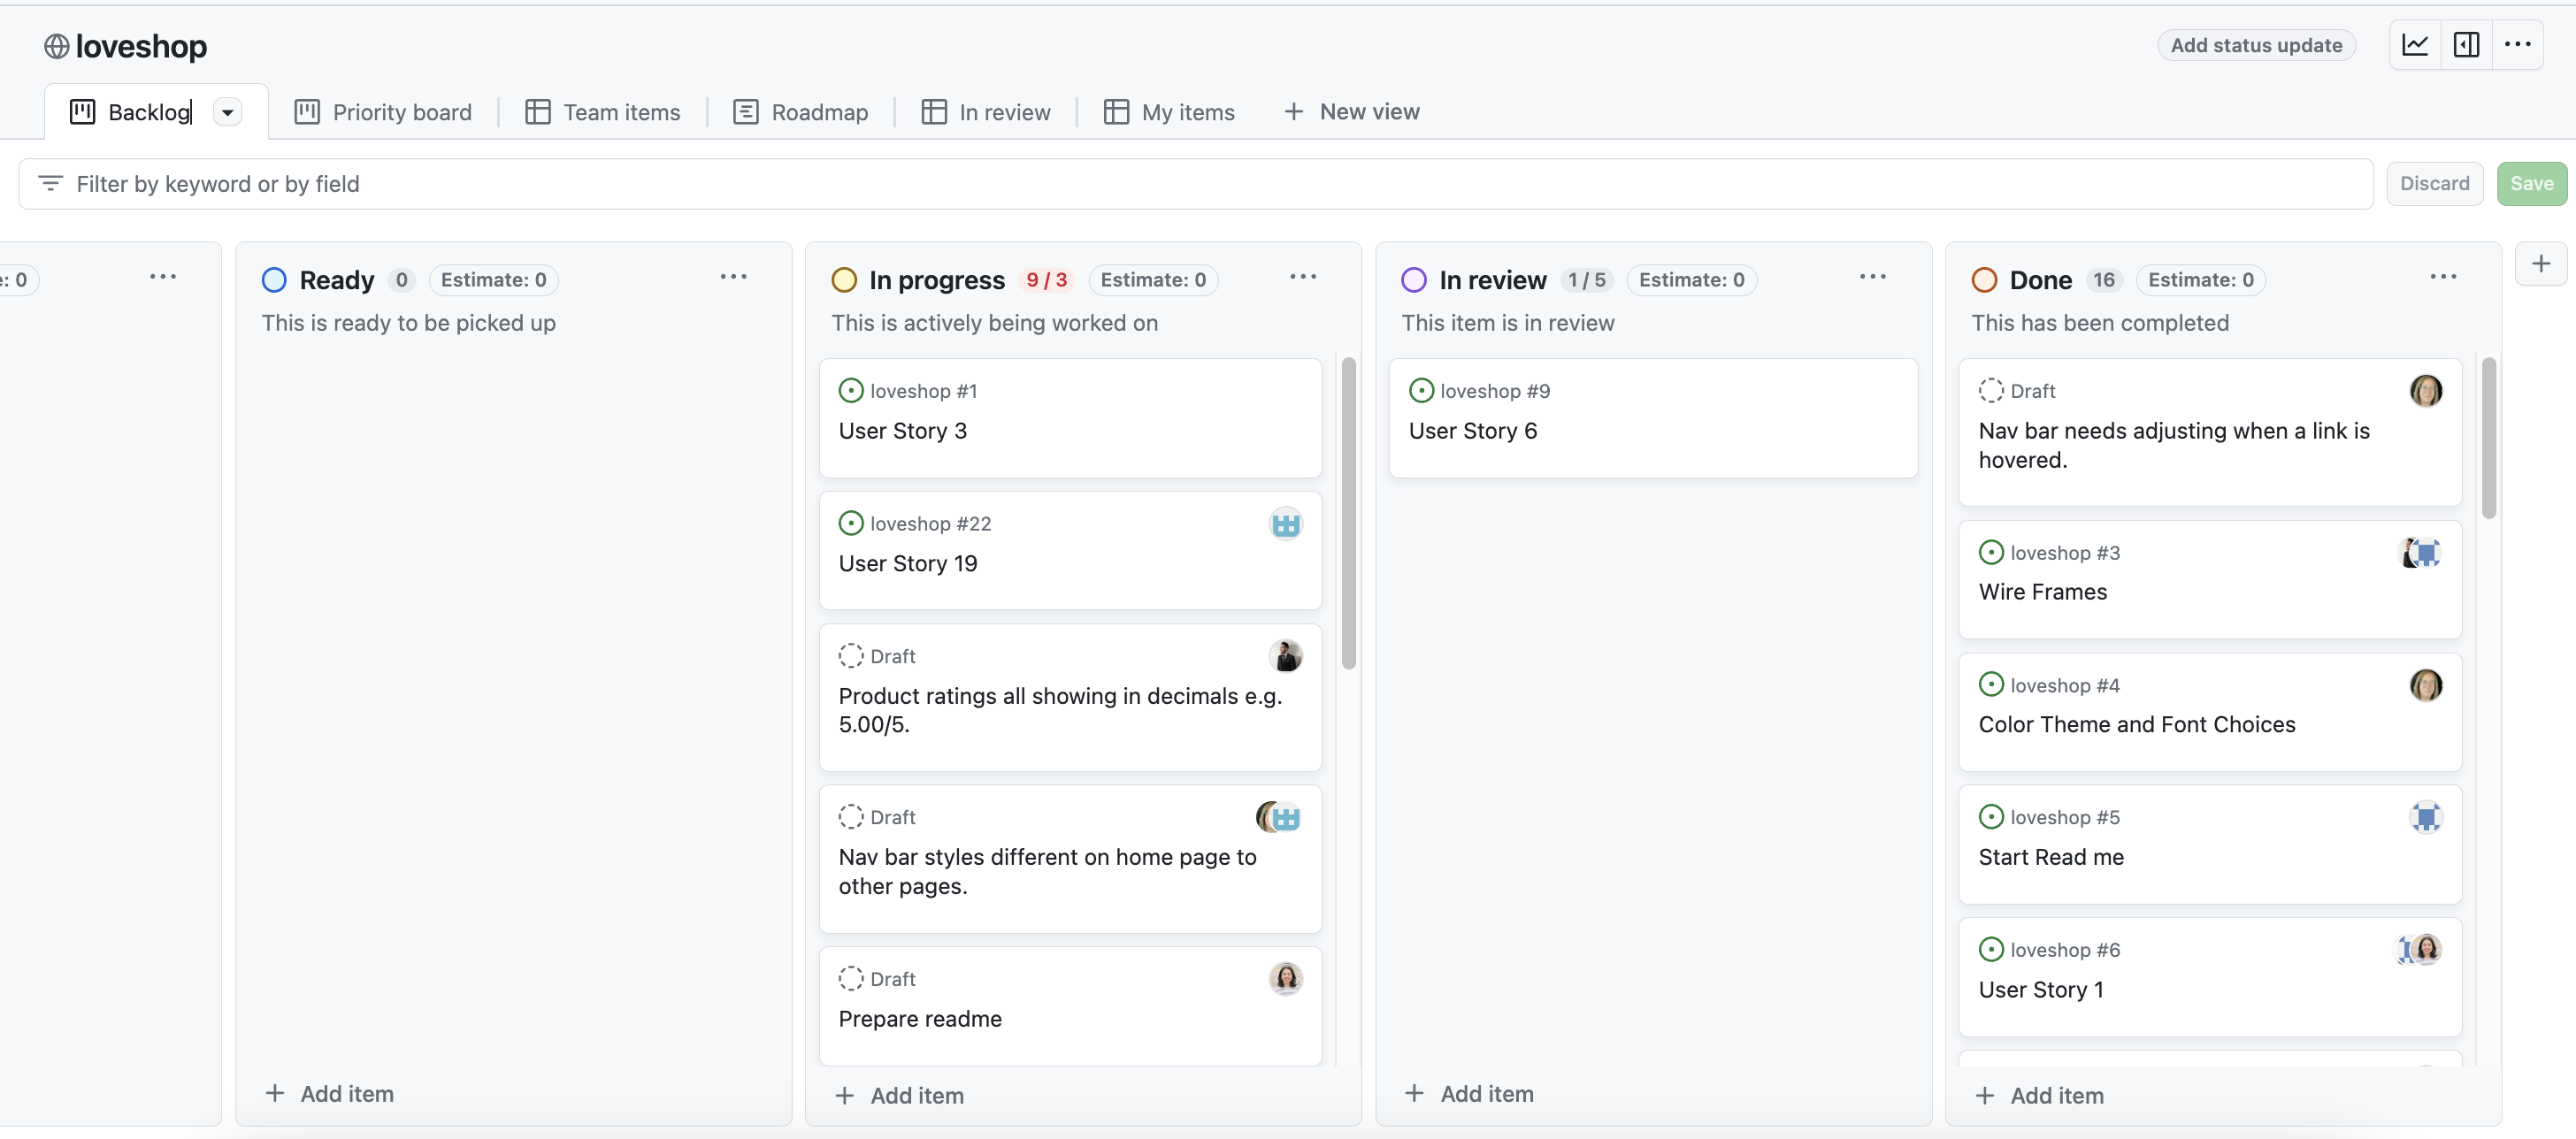 loveshop
Add status update
Backlog
Priority board
Team items
Roadmap
In review
My items
New view
Filter by keyword or by field
Discard
Save
: 0
Ready 0 Estimate: 0
This is ready to be picked up
Add item
In progress 9 / 3 Estimate: 0
This is actively being worked on
loveshop #1
User Story 3
loveshop #22
User Story 19
Draft
Product ratings all showing in decimals e.g.
5.00/5.
Draft
Nav bar styles different on home page to
other pages.
Draft
Prepare readme
Add item
In review 1 / 5 Estimate: 0
This item is in review
loveshop #9
User Story 6
Add item
Done 16 Estimate: 0
This has been completed
Draft
Nav bar needs adjusting when a link is
hovered.
loveshop #3
Wire Frames
loveshop #4
Color Theme and Font Choices
loveshop #5
Start Read me
loveshop #6
User Story 1
Add item